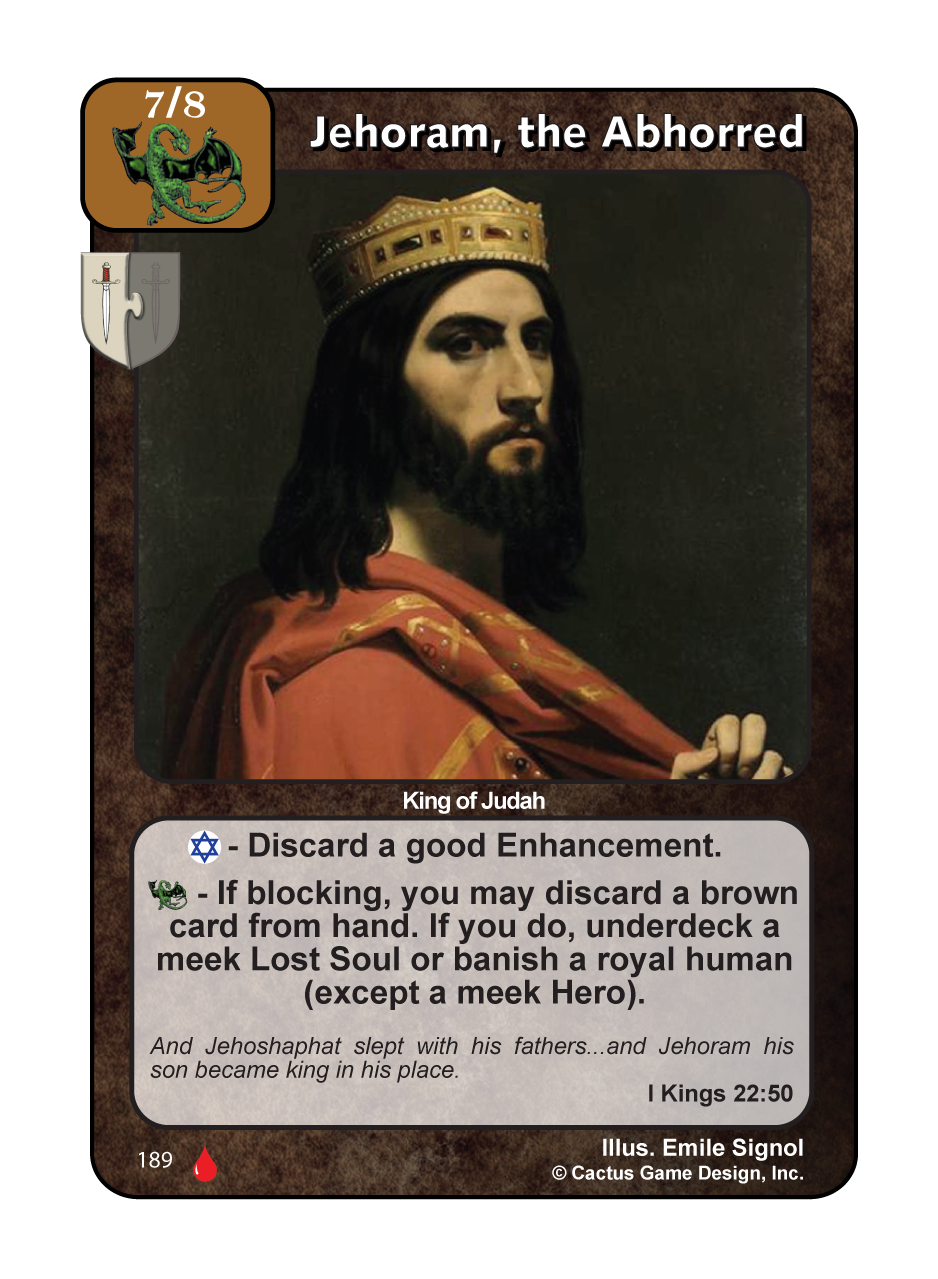 7/8
Jehoram, the Abhorred
King of Judah
- Discard a good Enhancement.
- If blocking, you may discard a brown
card from hand. If you do, underdeck a
meek Lost Soul or banish a royal human
(except a meek Hero).
And Jehoshaphat slept with his fathers...and Jehoram his
son became king in his place.
I Kings 22:50
189
Illus. Emile Signol
© Cactus Game Design, Inc.